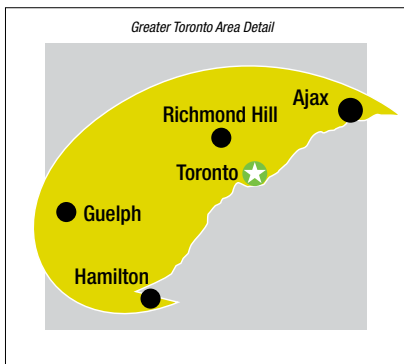 Greater Toronto Area Detail
Ajax
Richmond Hill
Toronto
Guelph
Hamilton